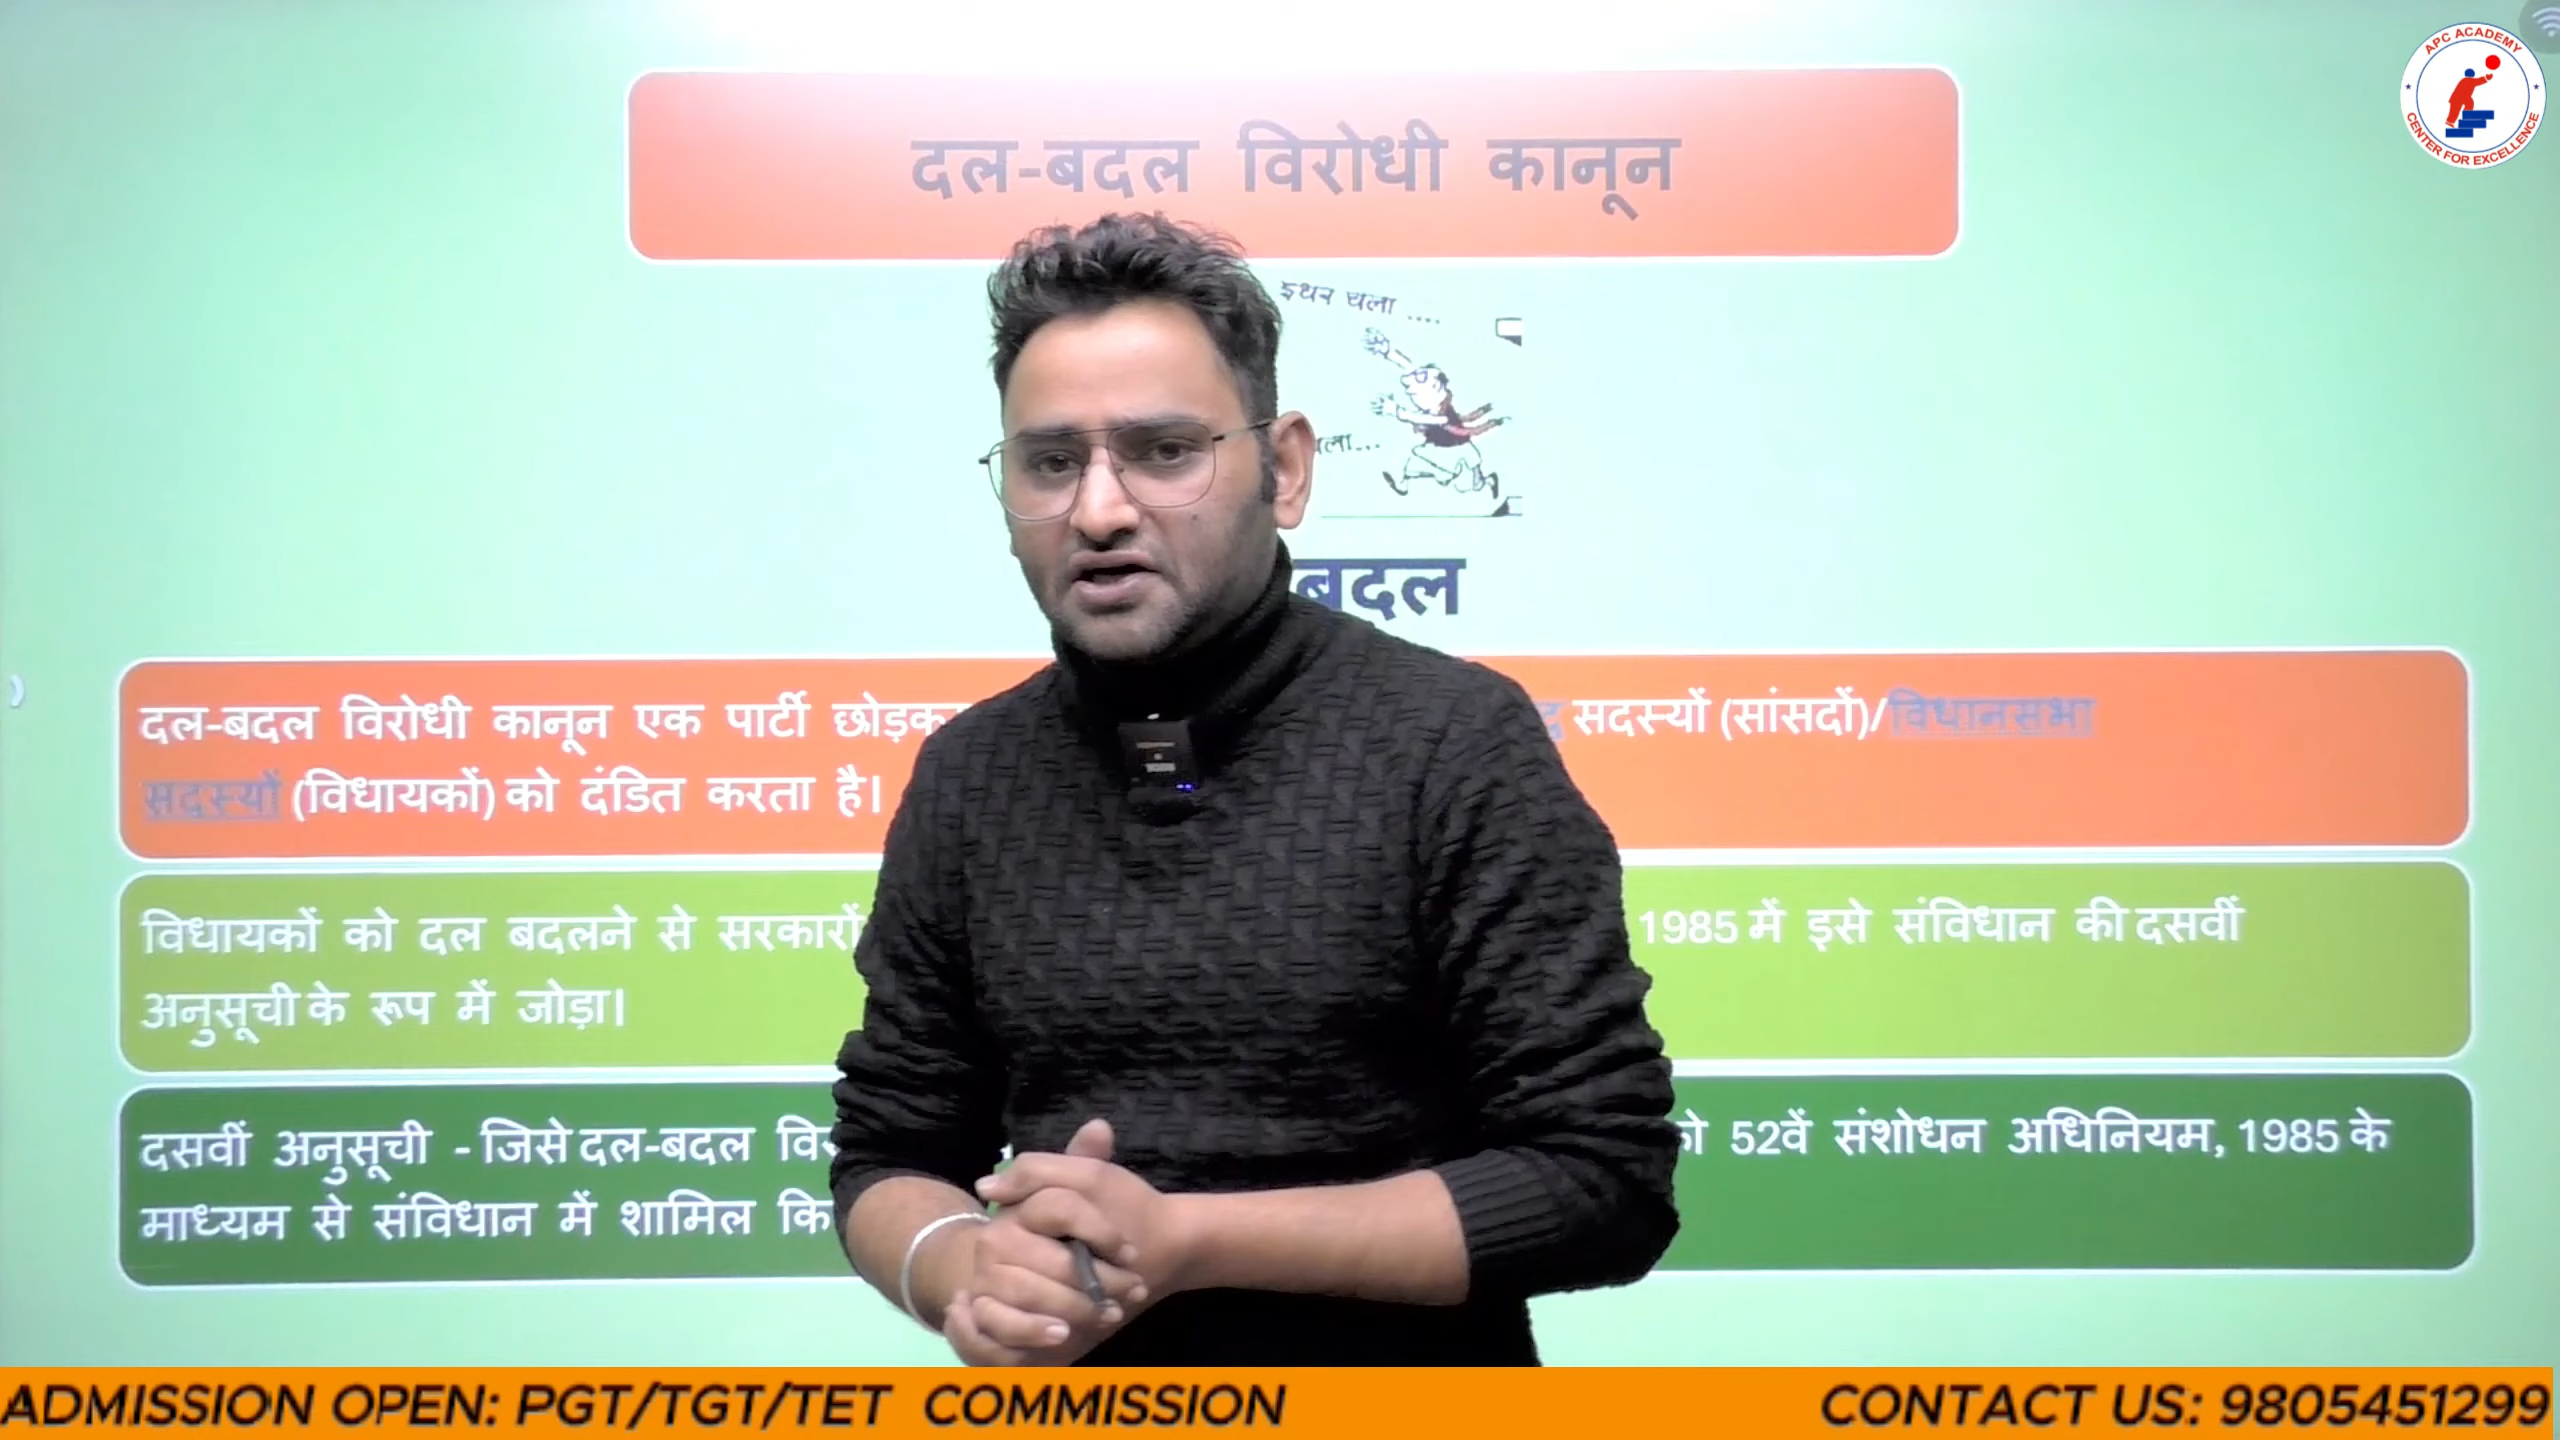 APC ACADEMY
CENTER FOR EXCELLENCE
दल-बदल विरोधी कानून
इधर चला ....
बदल
दल-बदल विरोधी कानून एक पार्टी सदस्यों (सांसदों)/विधानसभा
सदस्यों (विधायकों) को दंडित करता है।
विधायकों को दल बदलने से सरकारों 1985 में इसे संविधान की दसवीं
अनुसूची के रूप में जोड़ा।
दसवीं अनुसूची - जिसे दल-बदल 52वें संशोधन अधिनियम, 1985 के
माध्यम से संविधान में शामिल
ADMISSION OPEN: PGT/TGT/TET COMMISSION
CONTACT US: 9805451299